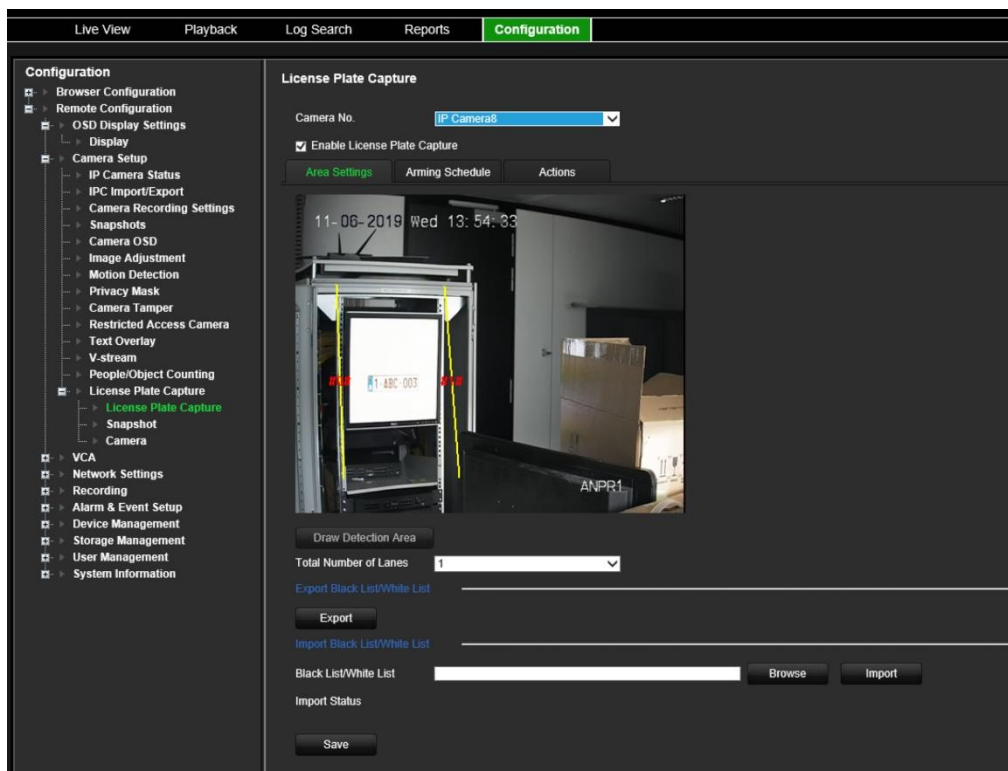 Live View Playback Log Search Reports Configuration
Configuration
Browser Configuration
Remote Configuration
OSD Display Settings
Display
Camera Setup
IP Camera Status
IPC Import/Export
Camera Recording Settings
Snapshots
Camera OSD
Image Adjustment
Motion Detection
Privacy Mask
Camera Tamper
Restricted Access Camera
Text Overlay
V-stream
People/Object Counting
License Plate Capture
License Plate Capture
Snapshot
Camera
VCA
Network Settings
Recording
Alarm & Event Setup
Device Management
Storage Management
User Management
System Information
License Plate Capture
Camera No. IP Camera8
Enable License Plate Capture
Area Settings Arming Schedule Actions
11-06-2019 Wed 13:54:33
1-ABC-003
ANPR1
Draw Detection Area
Total Number of Lanes 1
Export Black List/White List
Export
Import Black List/White List
Black List/White List Browse Import
Import Status
Save